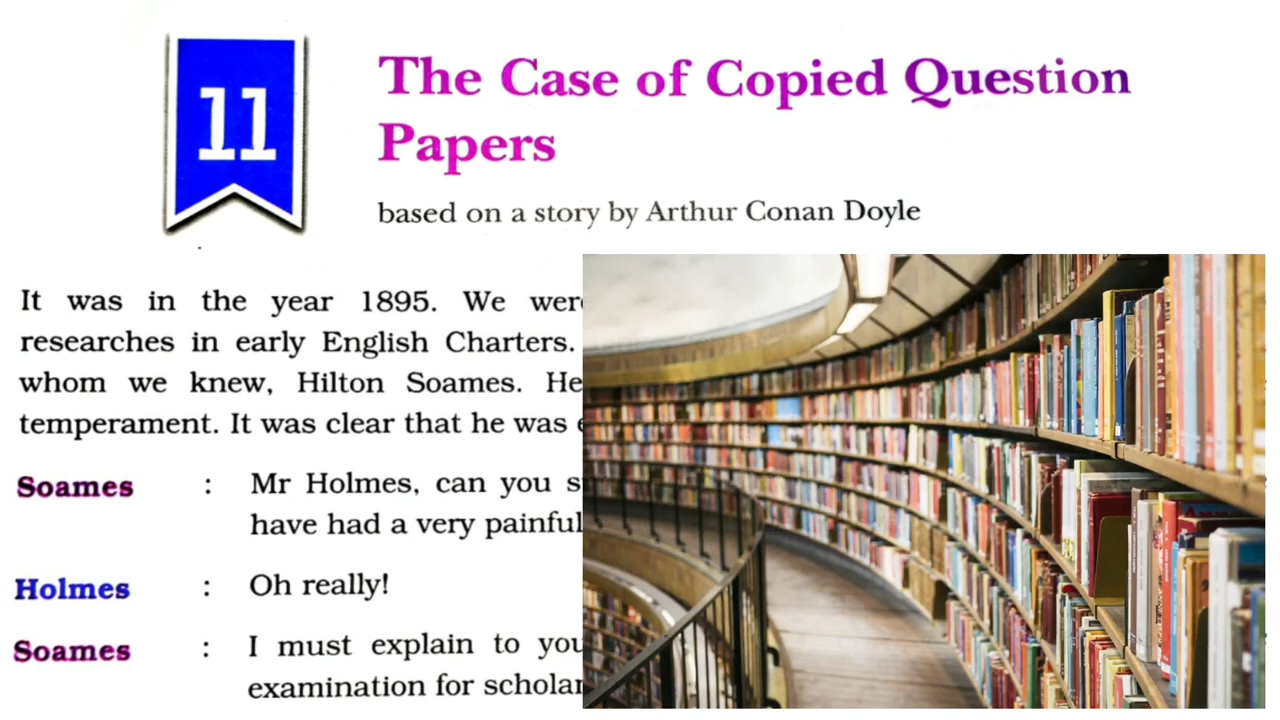 11
The Case of Copied Question
Papers
based on a story by Arthur Conan Doyle
It was in the year 1895. We were
researches in early English Charters.
whom we knew, Hilton Soames. He
temperament. It was clear that he was
Soames : Mr Holmes, can you
have had a very painful
Holmes : Oh really!
Soames : I must explain to you
examination for